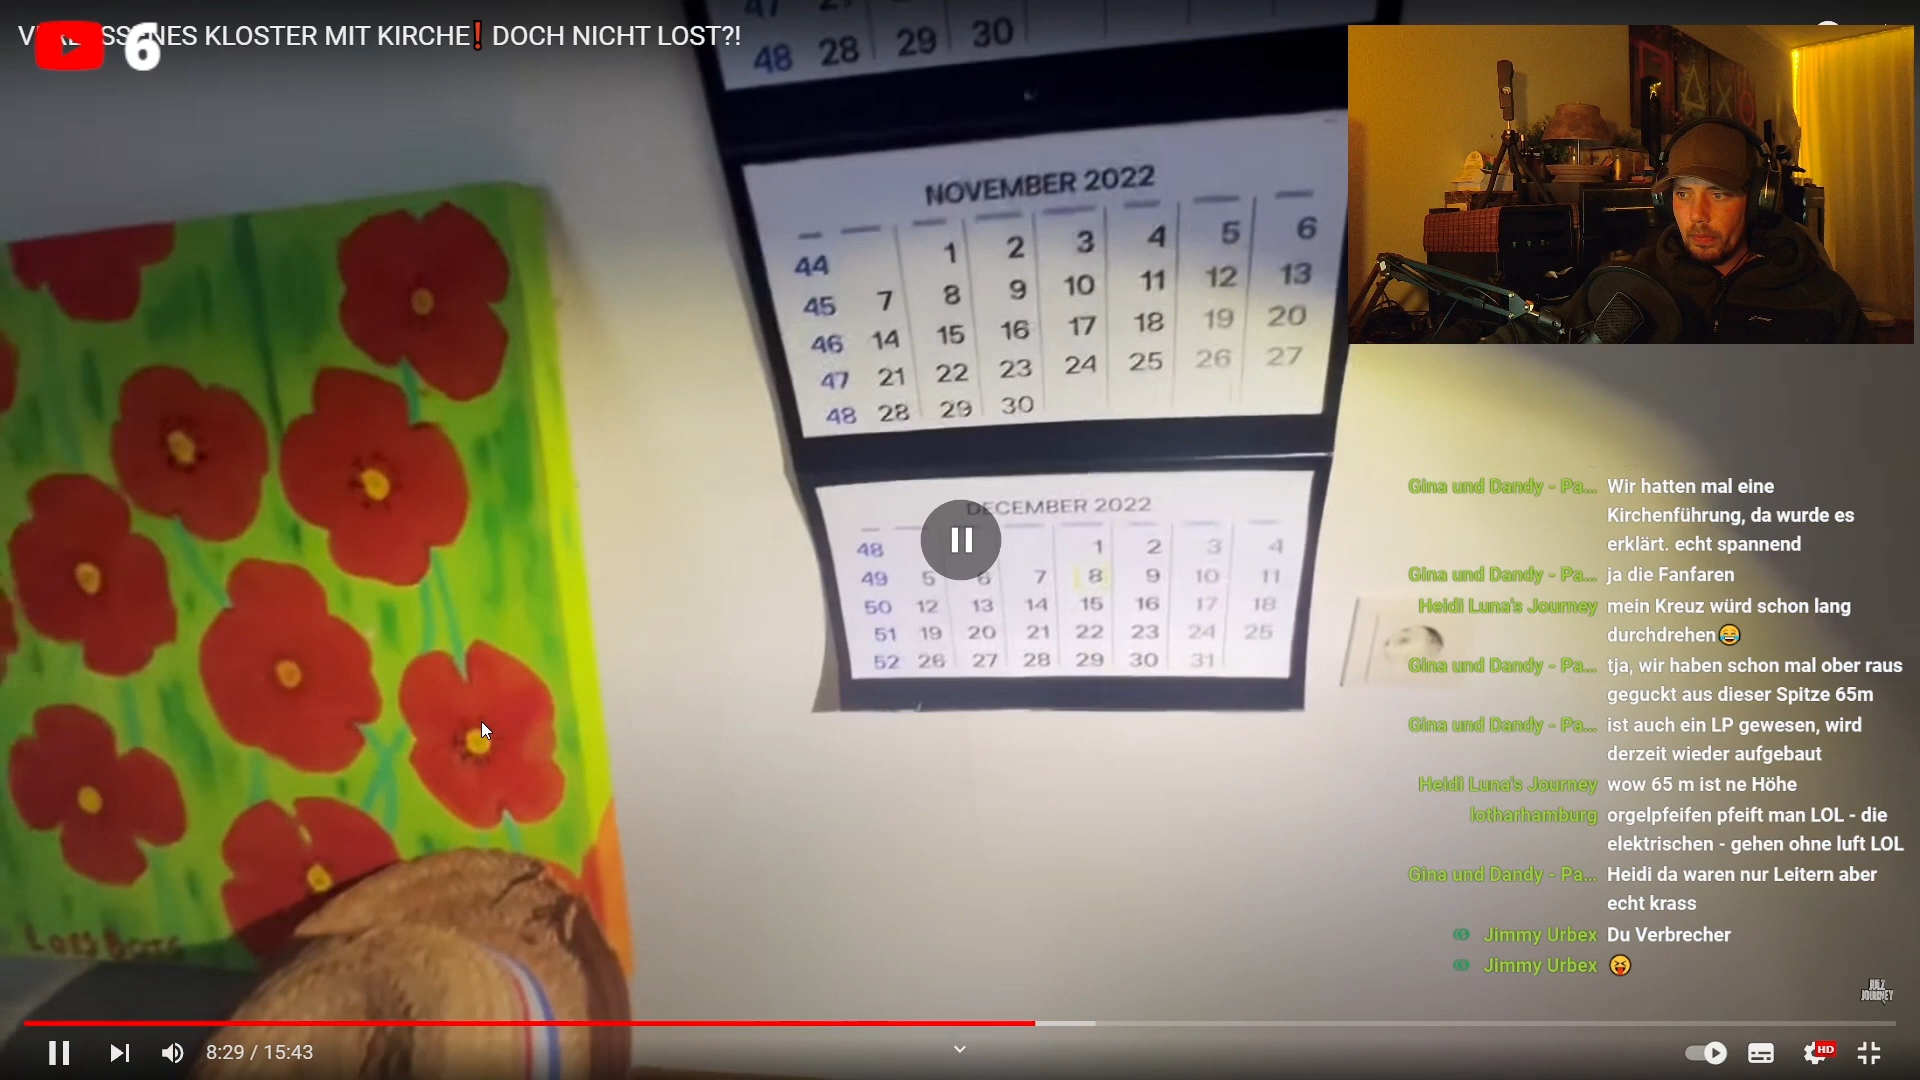 VERLASSENES KLOSTER MIT KIRCHE❗DOCH NICHT LOST?!
6
47
48 28 29 30
NOVEMBER 2022
44 1 2 3 4 5 6
45 7 8 9 10 11 12 13
46 14 15 16 17 18 19 20
47 21 22 23 24 25 26 27
48 28 29 30
DECEMBER 2022
48 1 2 3 4
49 5 6 7 8 9 10 11
50 12 13 14 15 16 17 18
51 19 20 21 22 23 24 25
52 26 27 28 29 30 31
Gina und Dandy - Pa... Wir hatten mal eine
Kirchenführung, da wurde es
erklärt. echt spannend
Gina und Dandy - Pa... ja die Fanfaren
Heidi Luna's Journey mein Kreuz würd schon lang
durchdrehen😂
Gina und Dandy - Pa... tja, wir haben schon mal ober raus
geguckt aus dieser Spitze 65m
Gina und Dandy - Pa... ist auch ein LP gewesen, wird
derzeit wieder aufgebaut
Heidi Luna's Journey wow 65 m ist ne Höhe
lotharhamburg orgelpfeifen pfeift man LOL - die
elektrischen - gehen ohne luft LOL
Gina und Dandy - Pa... Heidi da waren nur Leitern aber
echt krass
Jimmy Urbex Du Verbrecher
Jimmy Urbex 😝
JULZ
JOURNEY
8:29 / 15:43
HD